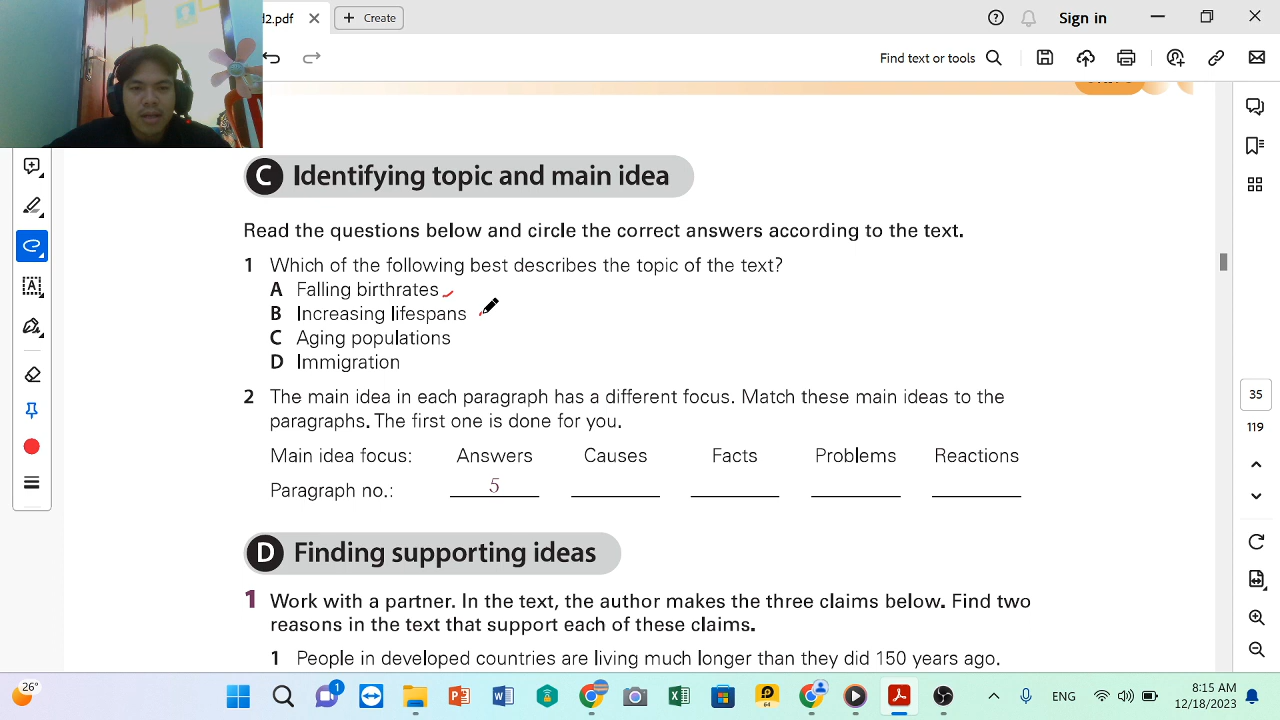 d2.pdf
Create
Sign in
Find text or tools
C Identifying topic and main idea
Read the questions below and circle the correct answers according to the text.
1 Which of the following best describes the topic of the text?
A Falling birthrates
B Increasing lifespans
C Aging populations
D Immigration
2 The main idea in each paragraph has a different focus. Match these main ideas to the
paragraphs. The first one is done for you.
Main idea focus: Answers Causes Facts Problems Reactions
Paragraph no.: 5
D Finding supporting ideas
1 Work with a partner. In the text, the author makes the three claims below. Find two
reasons in the text that support each of these claims.
1 People in developed countries are living much longer than they did 150 years ago.
35
119
26°
1
64
ENG
8:15 AM
12/18/2023